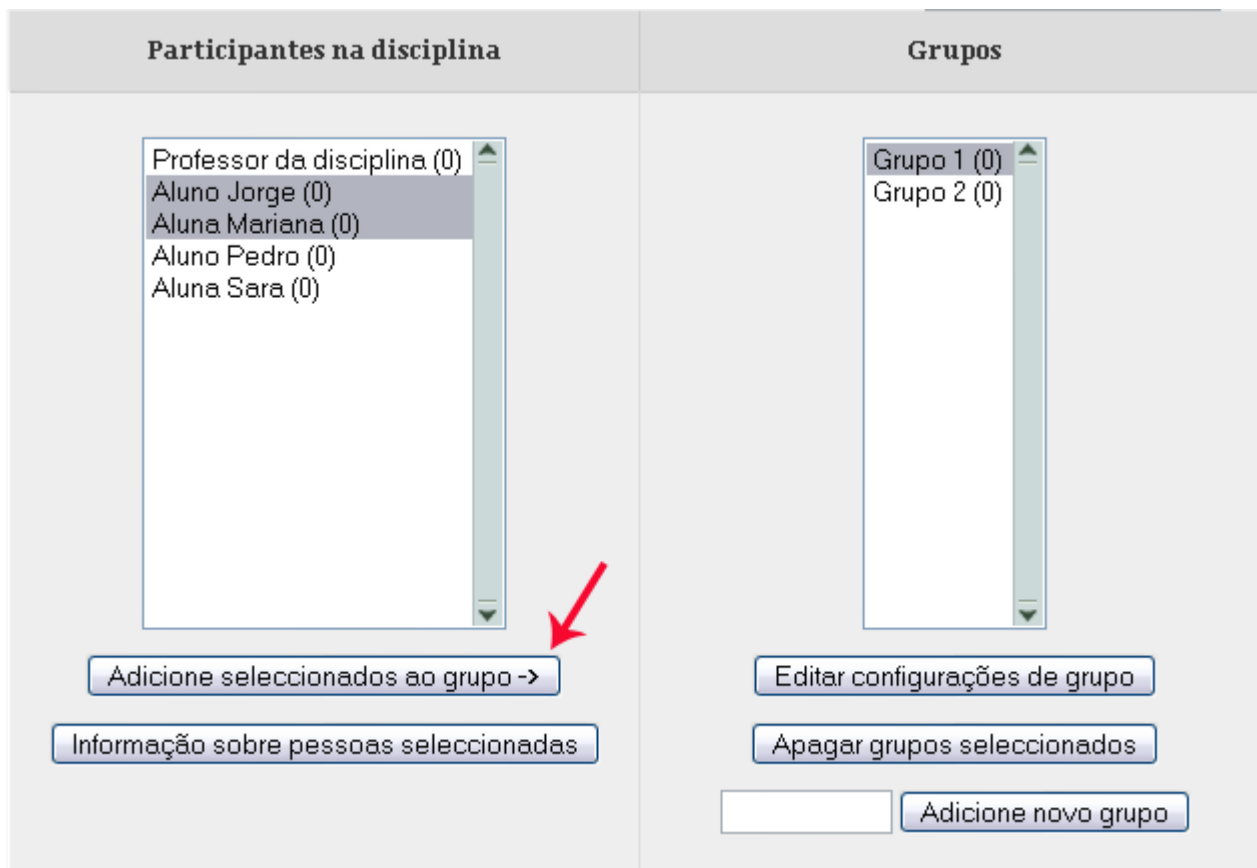 Participantes na disciplina
Grupos
Professor da disciplina (0)
Aluno Jorge (0)
Aluna Mariana (0)
Aluno Pedro (0)
Aluna Sara (0)
Grupo 1 (0)
Grupo 2 (0)
Adicione seleccionados ao grupo ->
Informação sobre pessoas seleccionadas
Editar configurações de grupo
Apagar grupos seleccionados
Adicione novo grupo